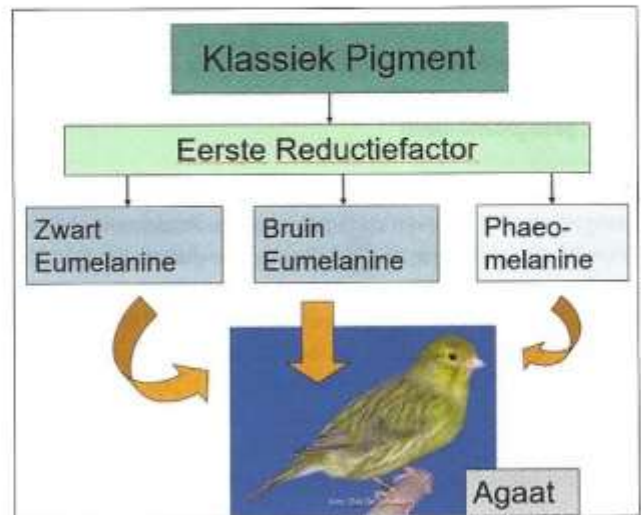 Klassiek Pigment
Eerste Reductiefactor
Zwart
Eumelanine
Bruin
Eumelanine
Phaeo-
melanine
Agaat